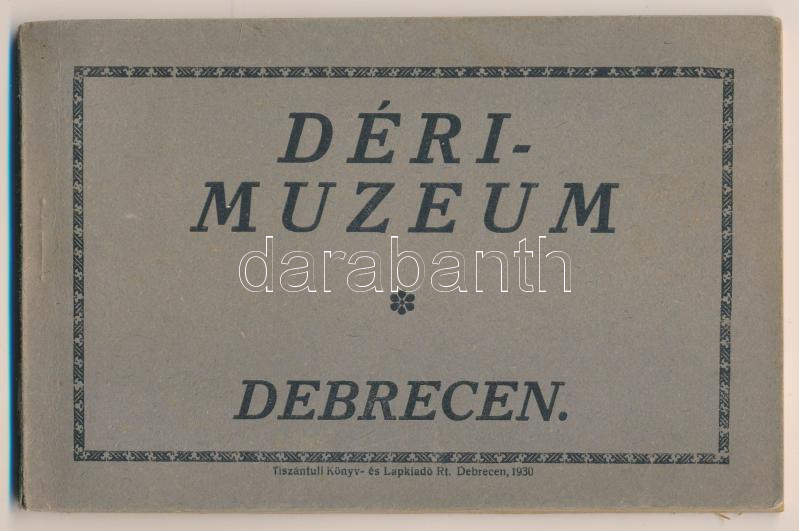 DÉRI-
MUZEUM
darabanth
DEBRECEN.
Tiszántuli Könyv- és Lapkiadó Rt. Debrecen, 1930